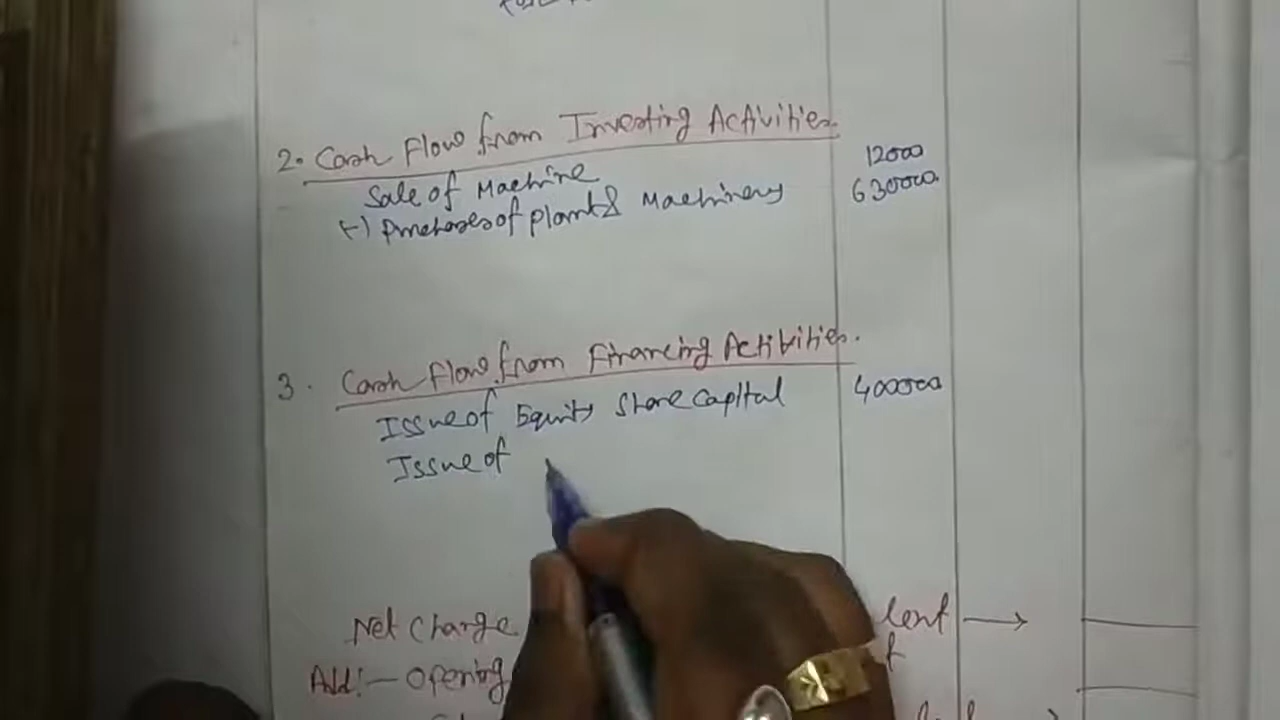 2. Cash Flow from Investing Activities.
Sale of Machine 12000
(-) Purchases of plant & Machinery 630000
3. Cash Flow from Financing Activities.
Issue of Equity Share Capital 400000
Issue of
Net Charge lent
Add:- Opening